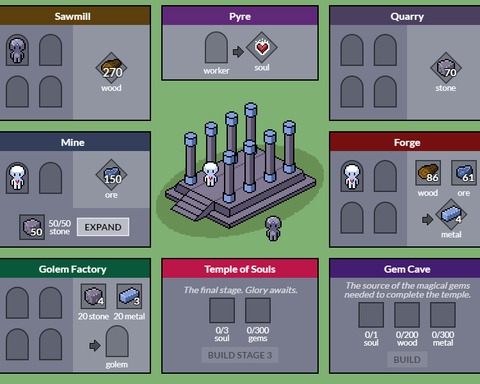 Sawmill
270
wood
Pyre
worker
soul
Quarry
70
stone
Mine
150
ore
50
50/50
stone
EXPAND
Forge
86
wood
61
ore
4
metal
Golem Factory
4
20 stone
3
20 metal
golem
Temple of Souls
The final stage. Glory awaits.
0/3
soul
0/300
gems
BUILD STAGE 3
Gem Cave
The source of the magical gems
needed to complete the temple.
0/1
soul
0/200
wood
0/300
metal
BUILD